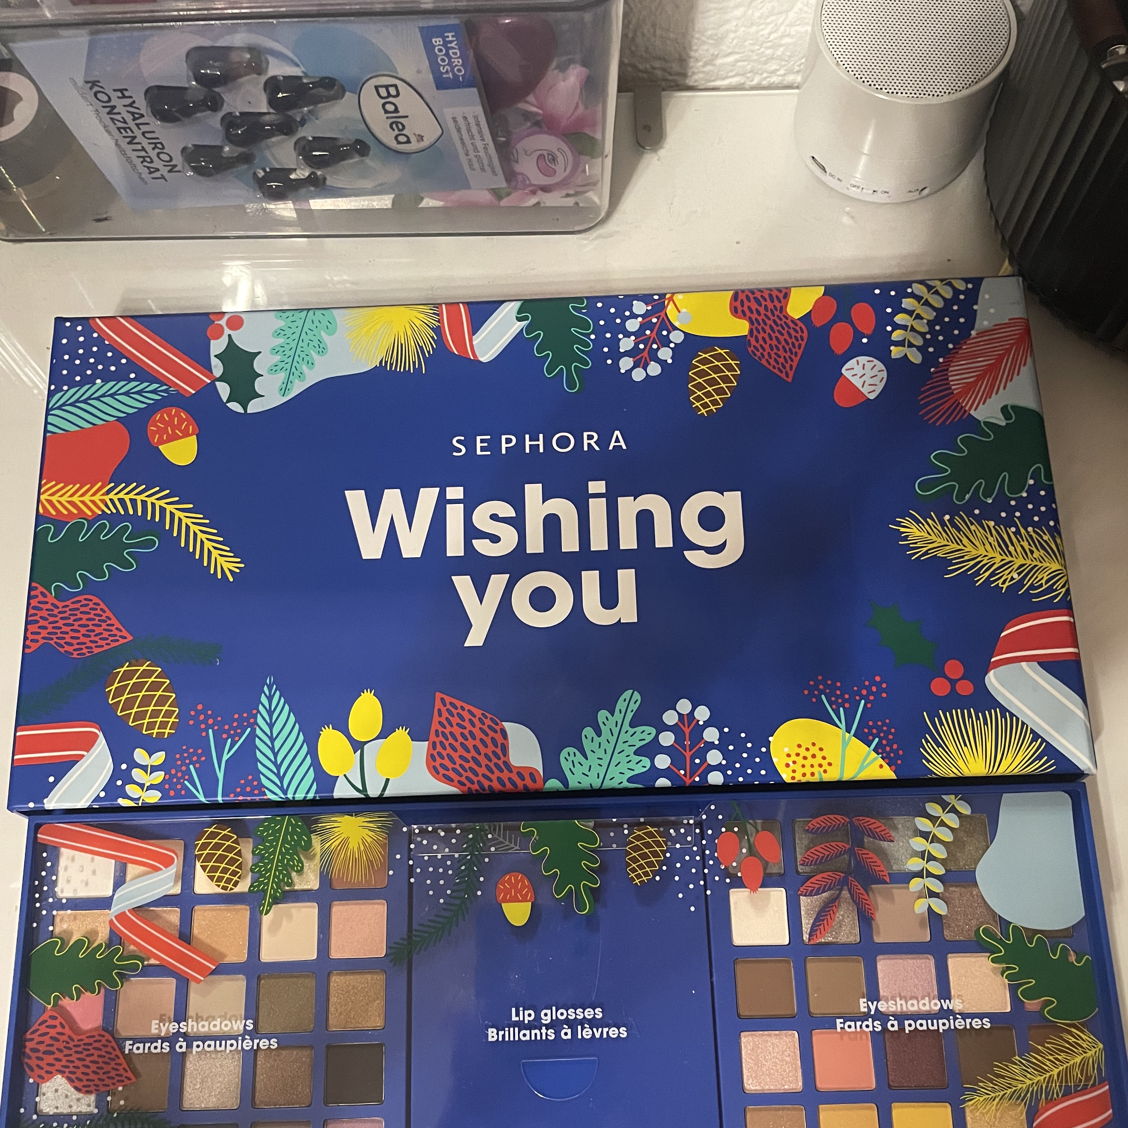 HYDRO-
BOOST
Balea
HYALURON
KONZENTRAT
SEPHORA
Wishing
you
Eyeshadows
Fards à paupières
Lip glosses
Brillants à lèvres
Eyeshadows
Fards à paupières